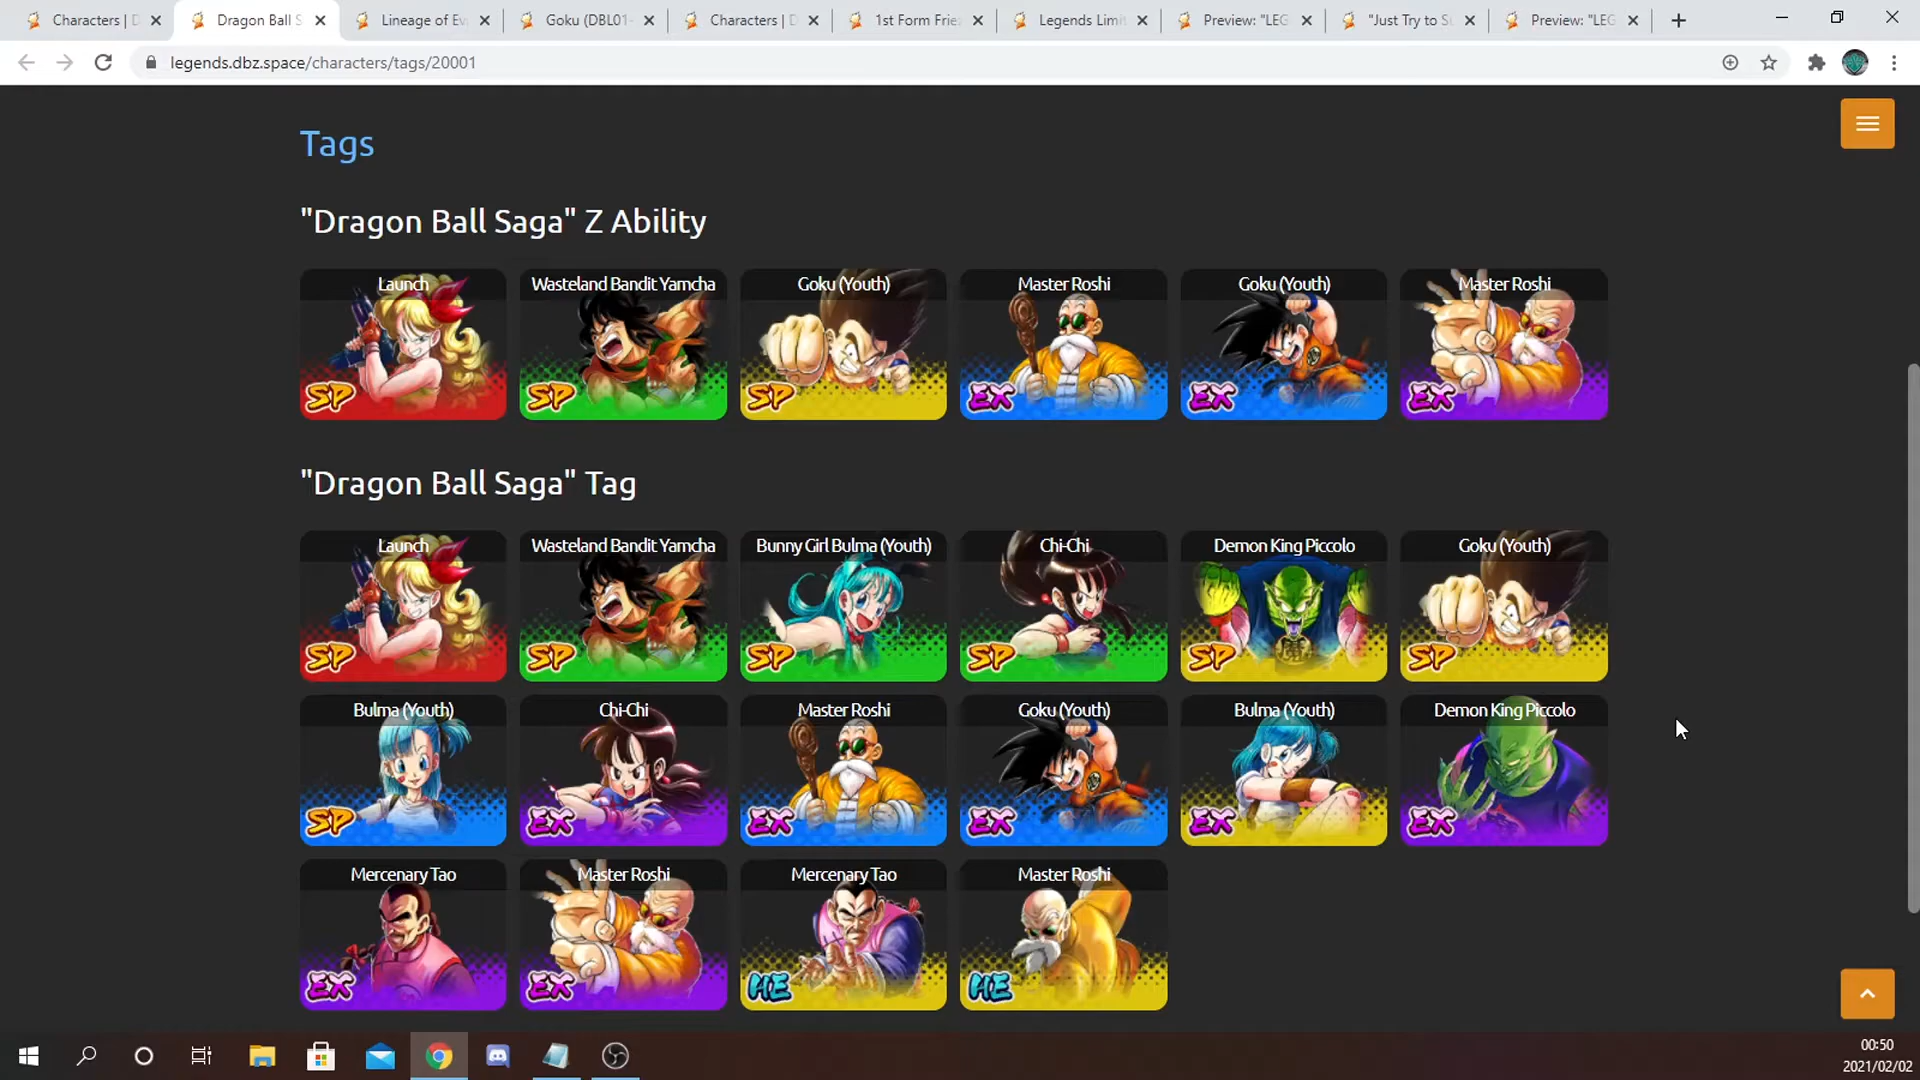 Characters | D
Dragon Ball S
Lineage of Ev
Goku (DBL01-
Characters | D
1st Form Frie
Legends Limit
Preview: "LEG
"Just Try to S
Preview: "LEG
legends.dbz.space/characters/tags/20001
Tags
"Dragon Ball Saga" Z Ability
Launch
Wasteland Bandit Yamcha
Goku (Youth)
Master Roshi
Goku (Youth)
Master Roshi
SP
SP
SP
EX
EX
EX
"Dragon Ball Saga" Tag
Launch
Wasteland Bandit Yamcha
Bunny Girl Bulma (Youth)
Chi-Chi
Demon King Piccolo
Goku (Youth)
SP
SP
SP
SP
SP
SP
Bulma (Youth)
Chi-Chi
Master Roshi
Goku (Youth)
Bulma (Youth)
Demon King Piccolo
SP
EX
EX
EX
EX
EX
Mercenary Tao
Master Roshi
Mercenary Tao
Master Roshi
EX
EX
HE
HE
00:50
2021/02/02